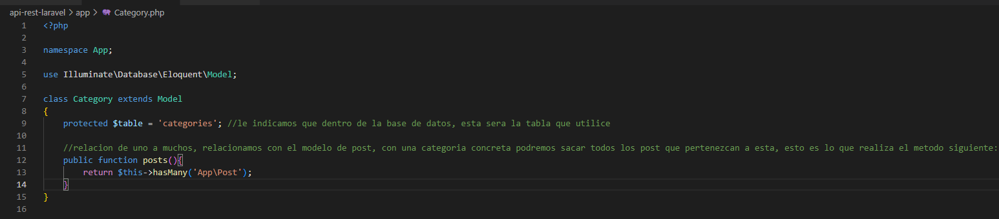 api-rest-laravel > app > Category.php
1 <?php
2
3 namespace App;
4
5 use Illuminate\Database\Eloquent\Model;
6
7 class Category extends Model
8 {
9 protected $table = 'categories'; //le indicamos que dentro de la base de datos, esta sera la tabla que utilice
10
11 //relacion de uno a muchos, relacionamos con el modelo de post, con una categoria concreta podremos sacar todos los post que pertenezcan a esta, esto es lo que realiza el metodo siguiente:
12 public function posts(){
13 return $this->hasMany('App\Post');
14 }
15 }
16